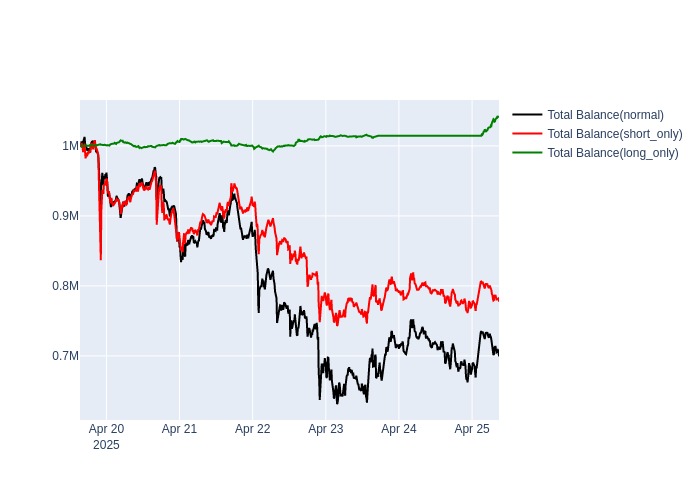 Total Balance(normal)
Total Balance(short_only)
Total Balance(long_only)
1M
0.9M
0.8M
0.7M
Apr 20
2025
Apr 21
Apr 22
Apr 23
Apr 24
Apr 25